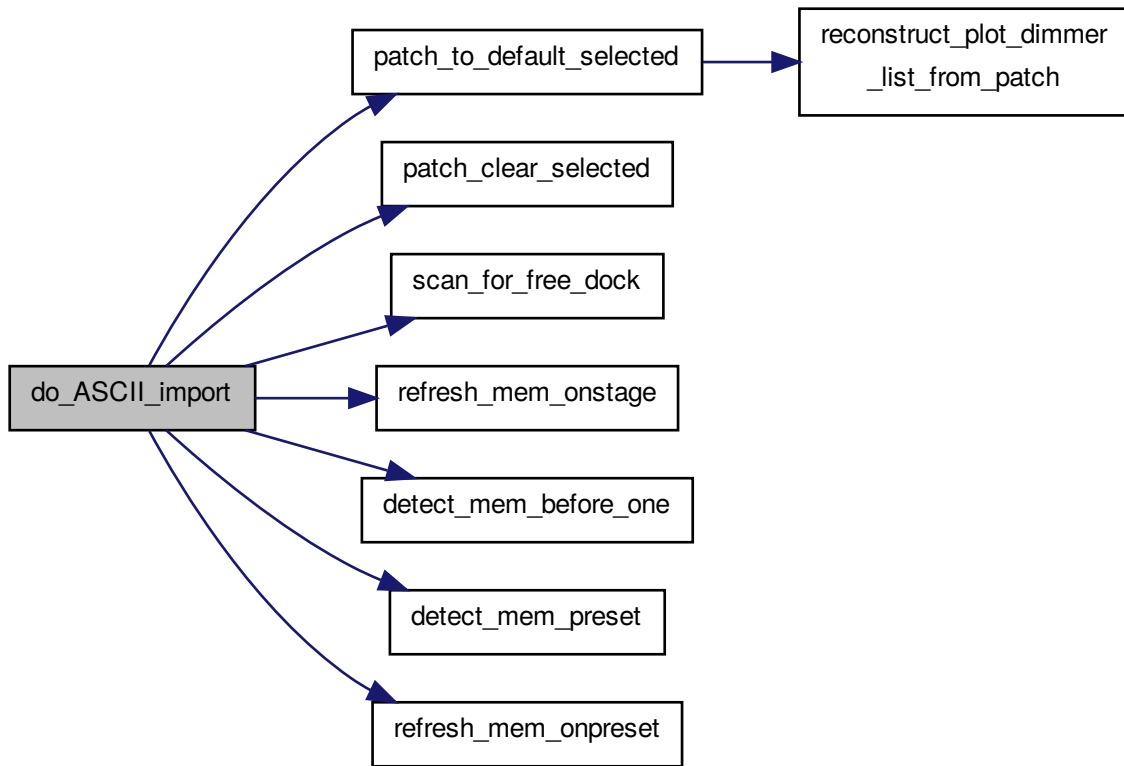 patch_to_default_selected
reconstruct_plot_dimmer
_list_from_patch
patch_clear_selected
scan_for_free_dock
do_ASCII_import
refresh_mem_onstage
detect_mem_before_one
detect_mem_preset
refresh_mem_onpreset